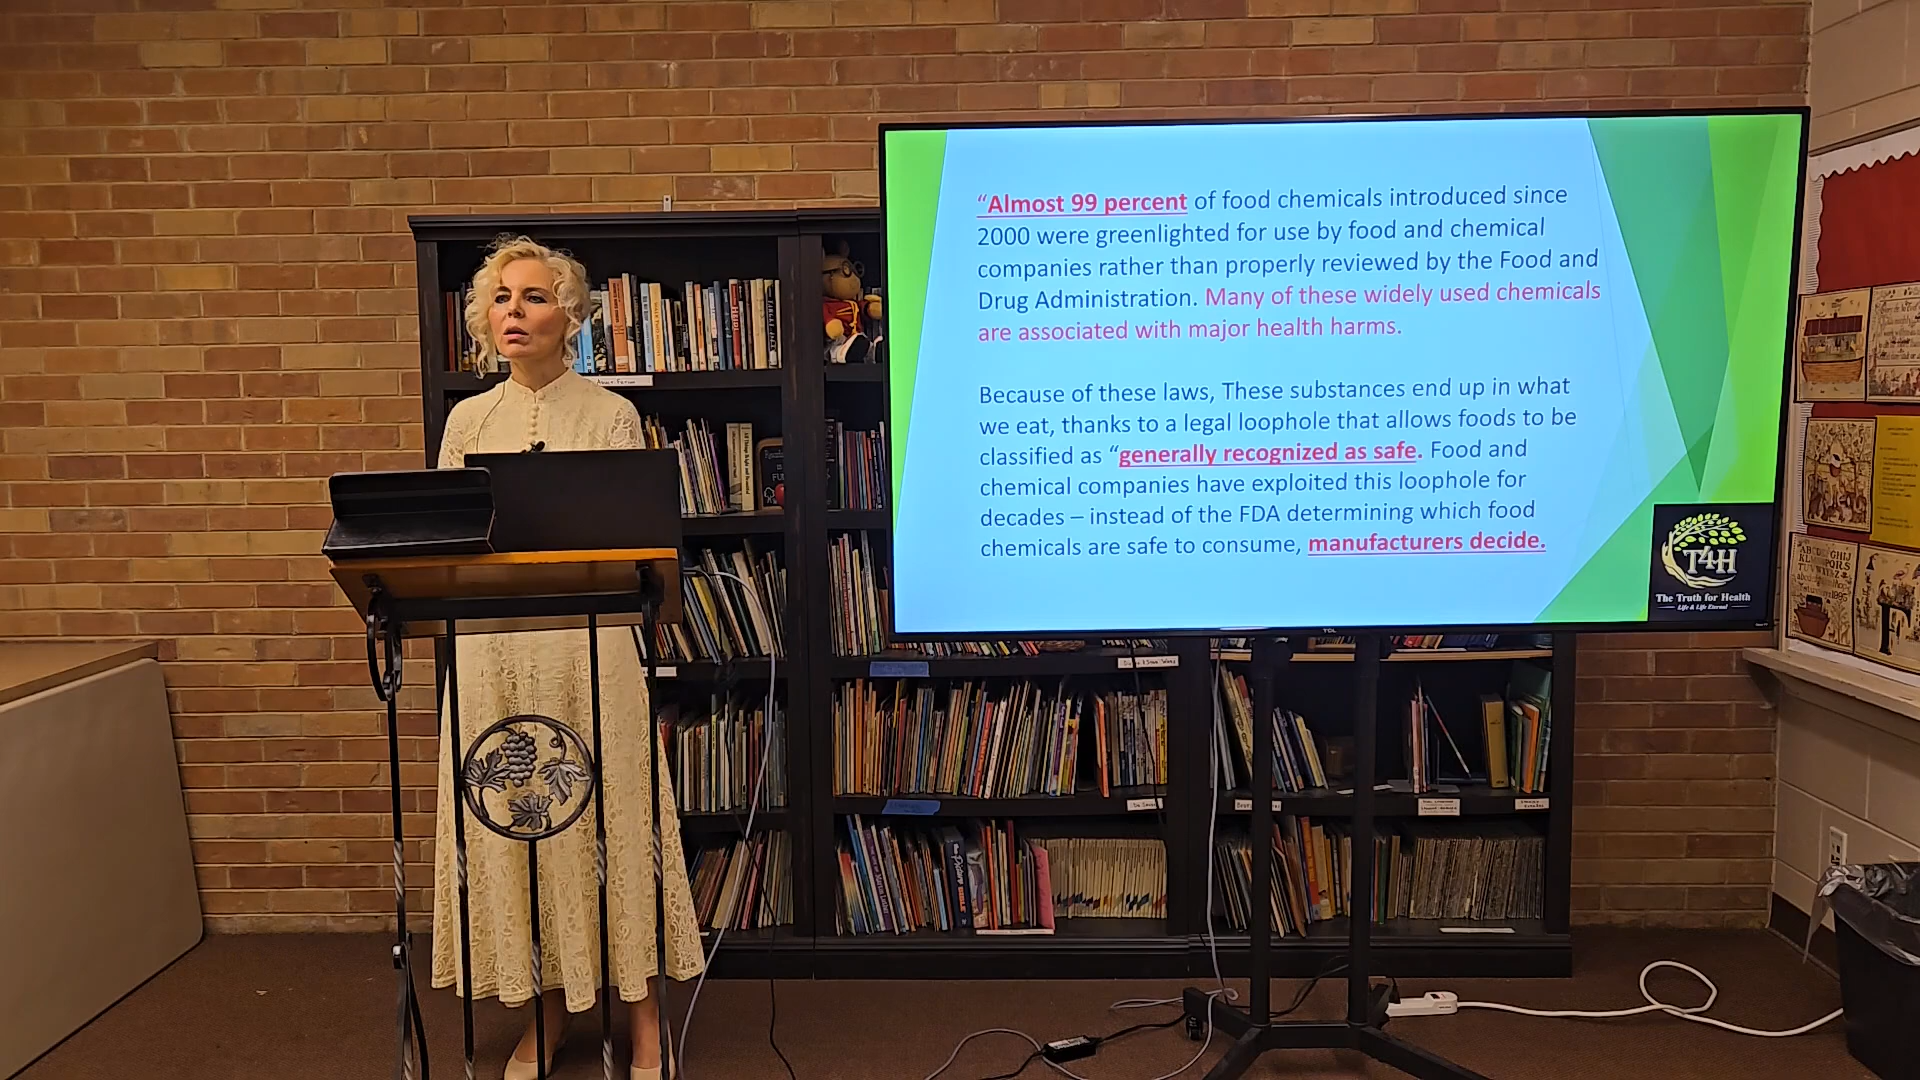 “Almost 99 percent of food chemicals introduced since
2000 were greenlighted for use by food and chemical
companies rather than properly reviewed by the Food and
Drug Administration. Many of these widely used chemicals
are associated with major health harms.
Because of these laws, These substances end up in what
we eat, thanks to a legal loophole that allows foods to be
classified as “generally recognized as safe. Food and
chemical companies have exploited this loophole for
decades – instead of the FDA determining which food
chemicals are safe to consume, manufacturers decide.
T4H
The Truth for Health
Life & Life Eternal
TCL
HEIDI